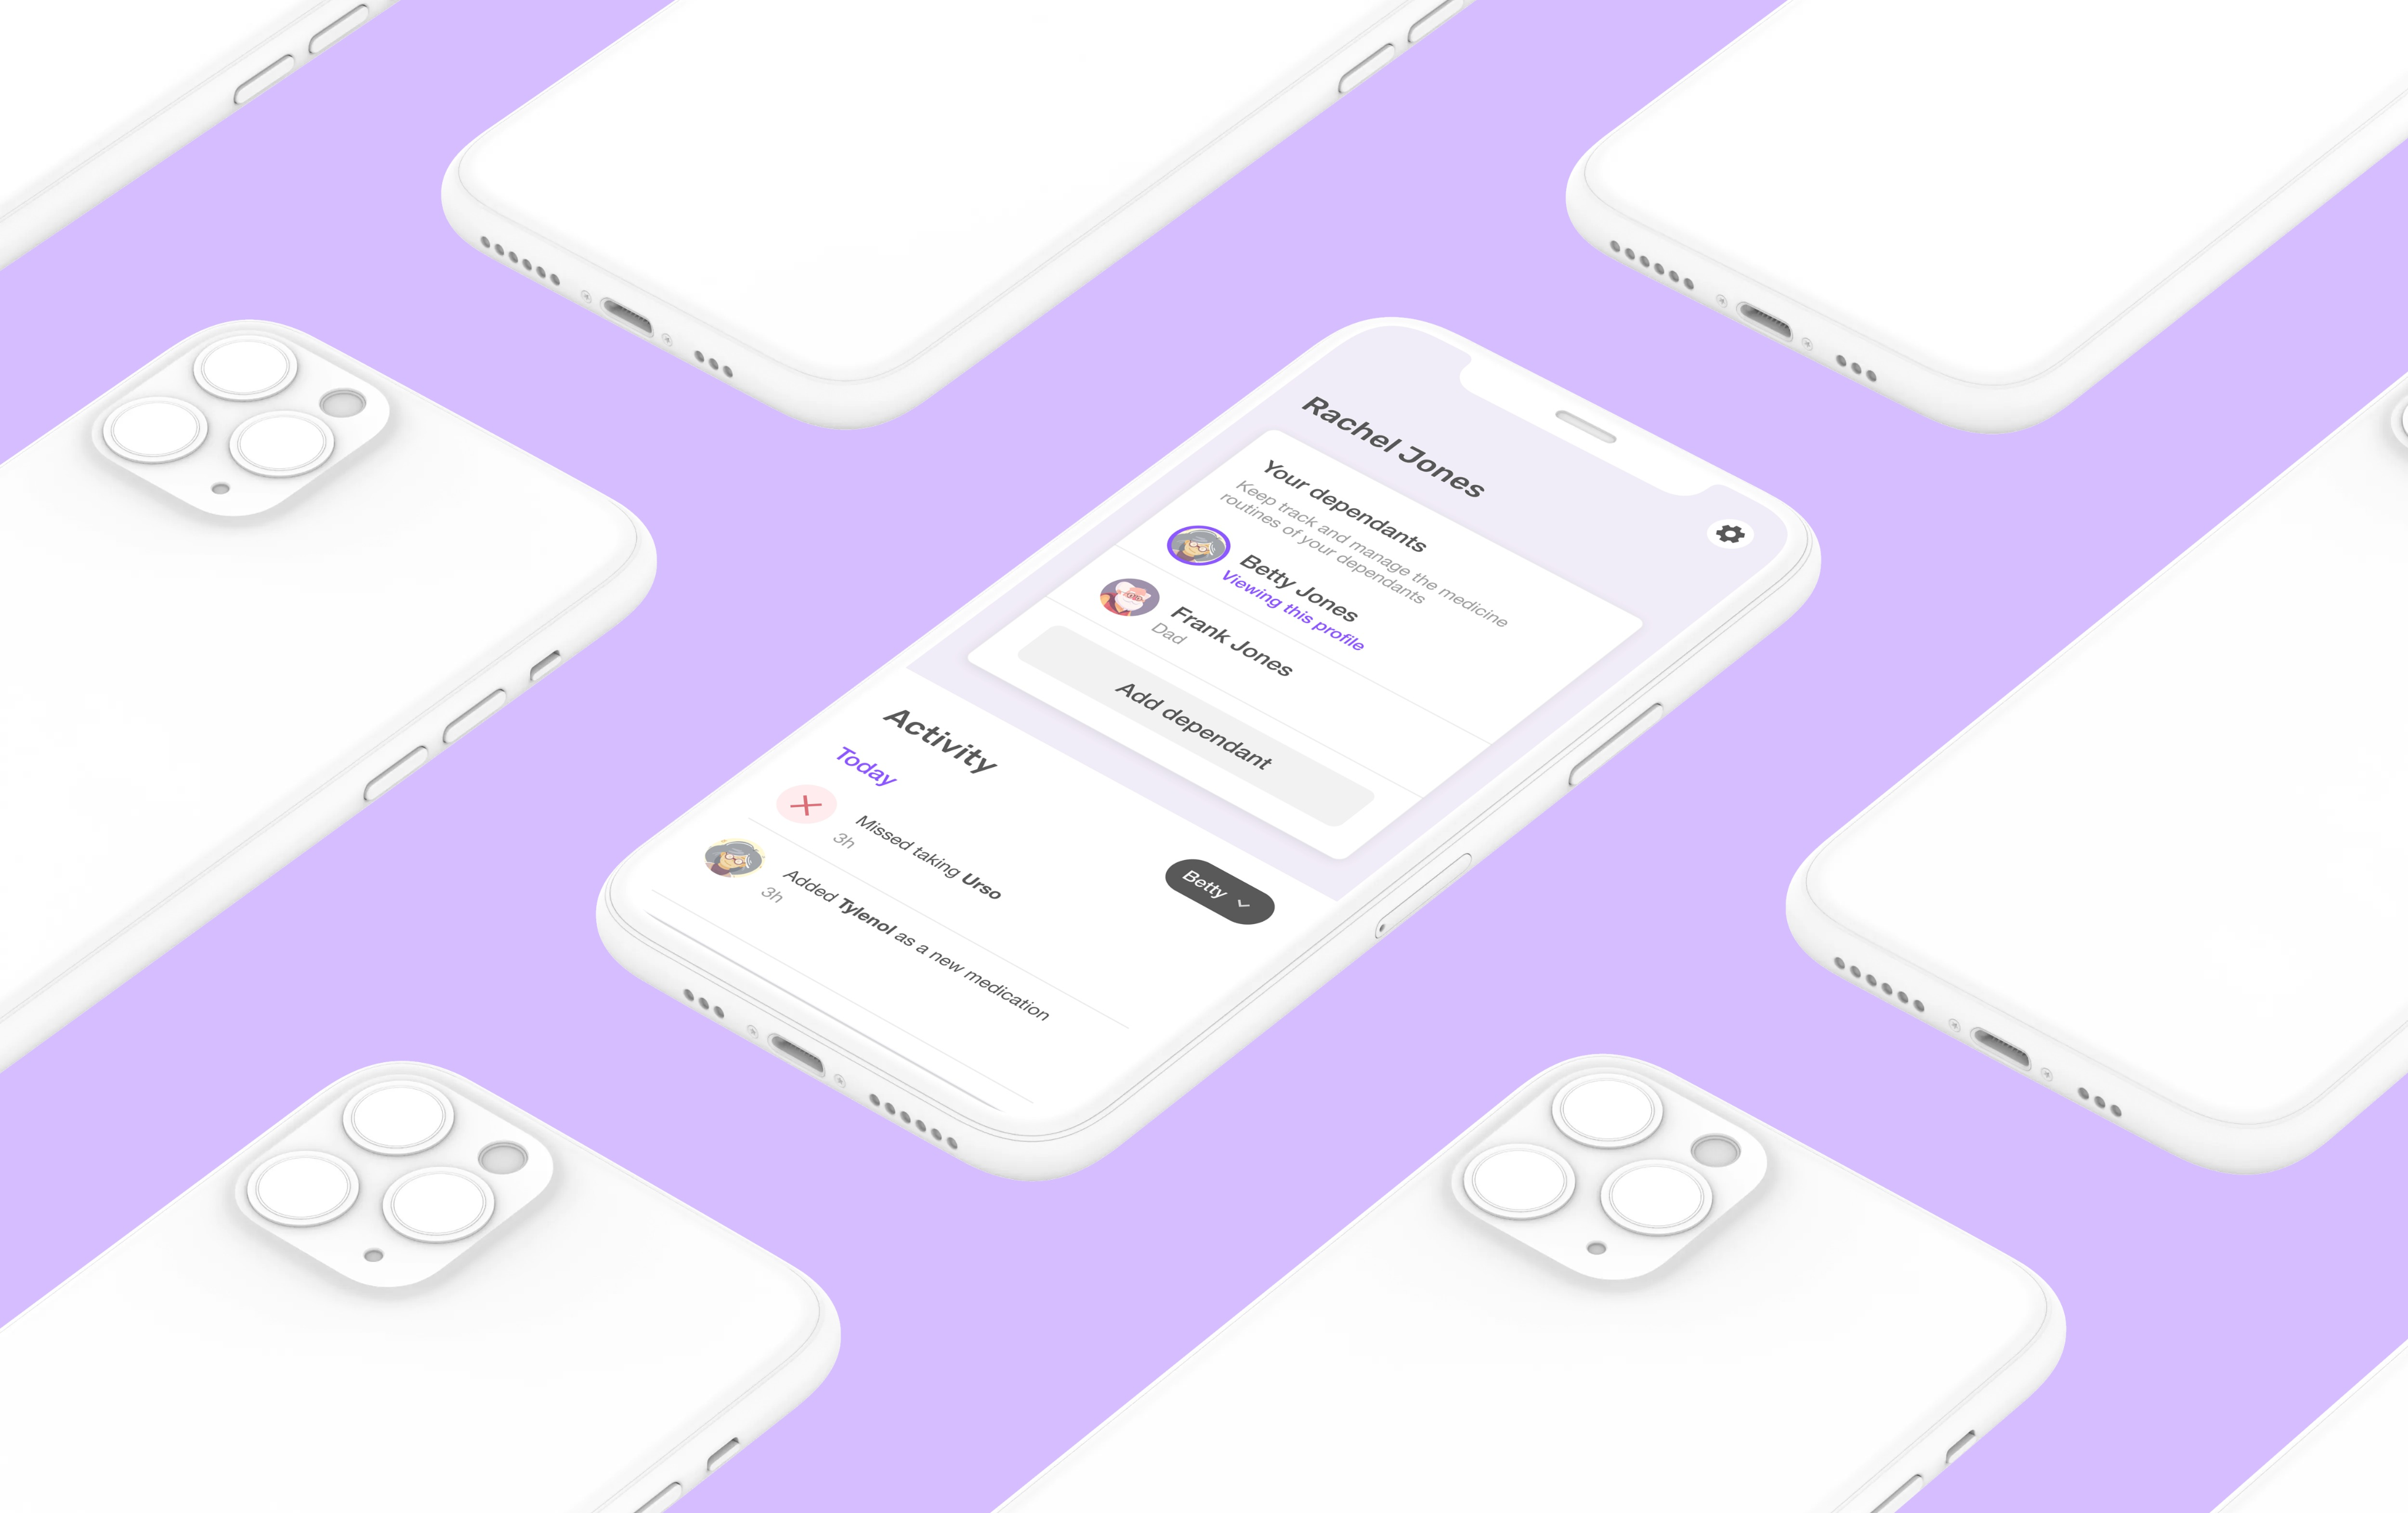 Rachel Jones
Your dependants
Keep track and manage the medicine
routines of your dependants
Betty Jones
Viewing this profile
Frank Jones
Dad
Add dependant
Activity
Betty
Today
Missed taking Urso
3h
Added Tylenol as a new medication
3h